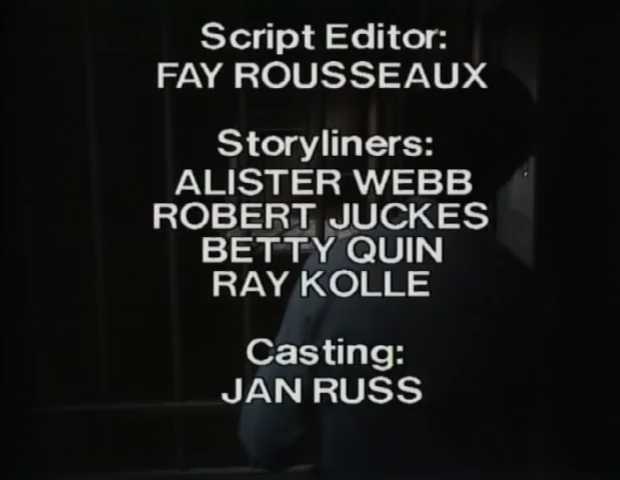 Script Editor:
FAY ROUSSEAUX
Storyliners:
ALISTER WEBB
ROBERT JUCKES
BETTY QUIN
RAY KOLLE
Casting:
JAN RUSS